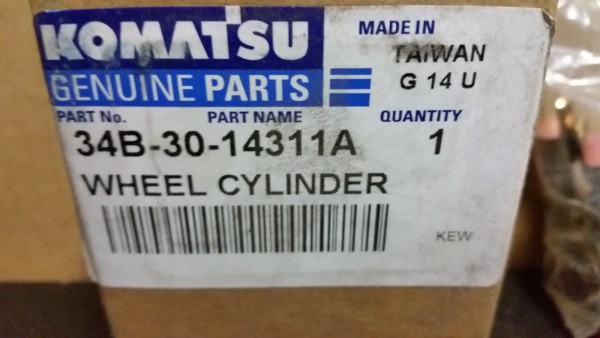 KOMATSU
GENUINE PARTS
MADE IN
TAIWAN
G 14 U
PART No. PART NAME QUANTITY
34B-30-14311A 1
WHEEL CYLINDER
KEW